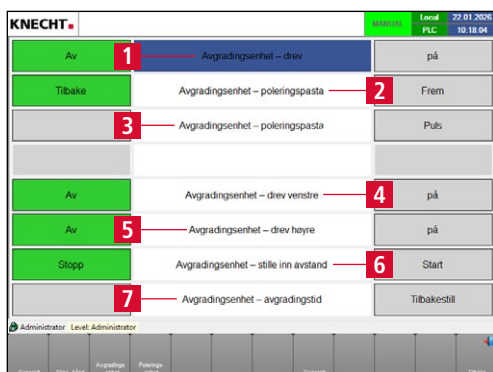 KNECHT
MANUAL
Local 22.01.2026
PLC 10.18.04
Av 1 Avgradingsenhet – drev på
Tilbake Avgradingsenhet – poleringspasta 2 Frem
3 Avgradingsenhet – poleringspasta Puls
Av Avgradingsenhet – drev venstre 4 på
Av 5 Avgradingsenhet – drev høyre på
Stopp Avgradingsenhet – stille inn avstand 6 Start
7 Avgradingsenhet – avgradingstid Tilbakestill
Administrator Level: Administrator